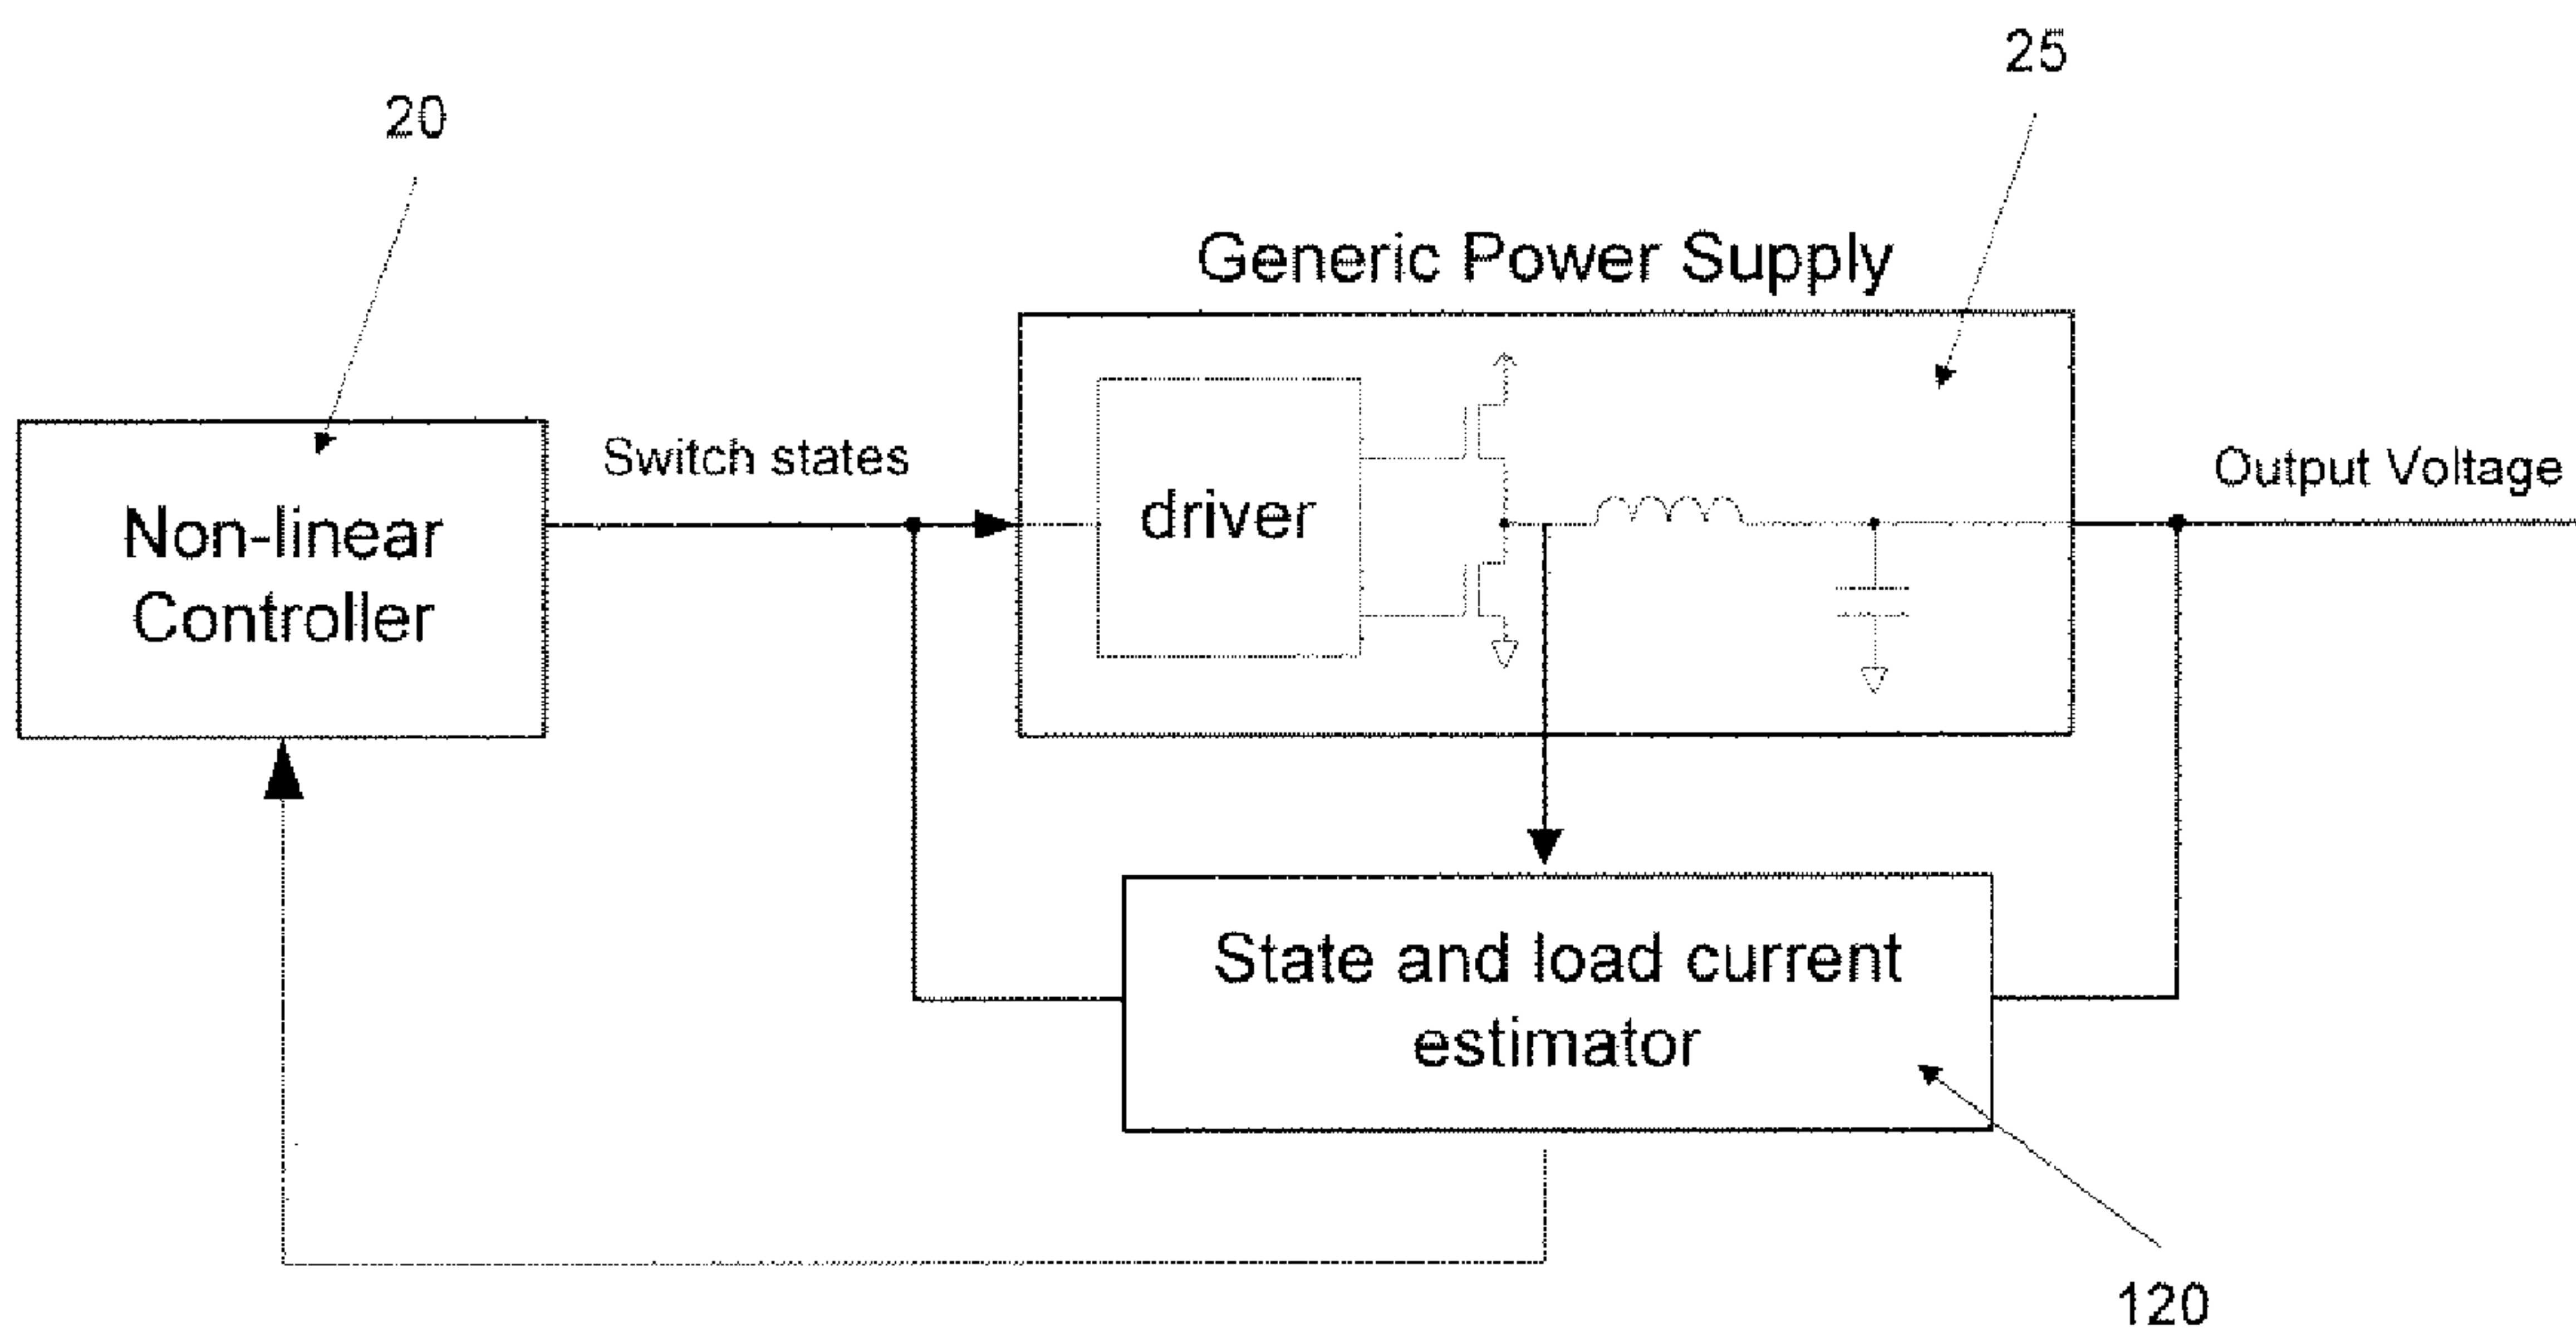 25
20
Generic Power Supply
Switch states
Output Voltage
driver
Non-linear
Controller
State and load current
estimator
120